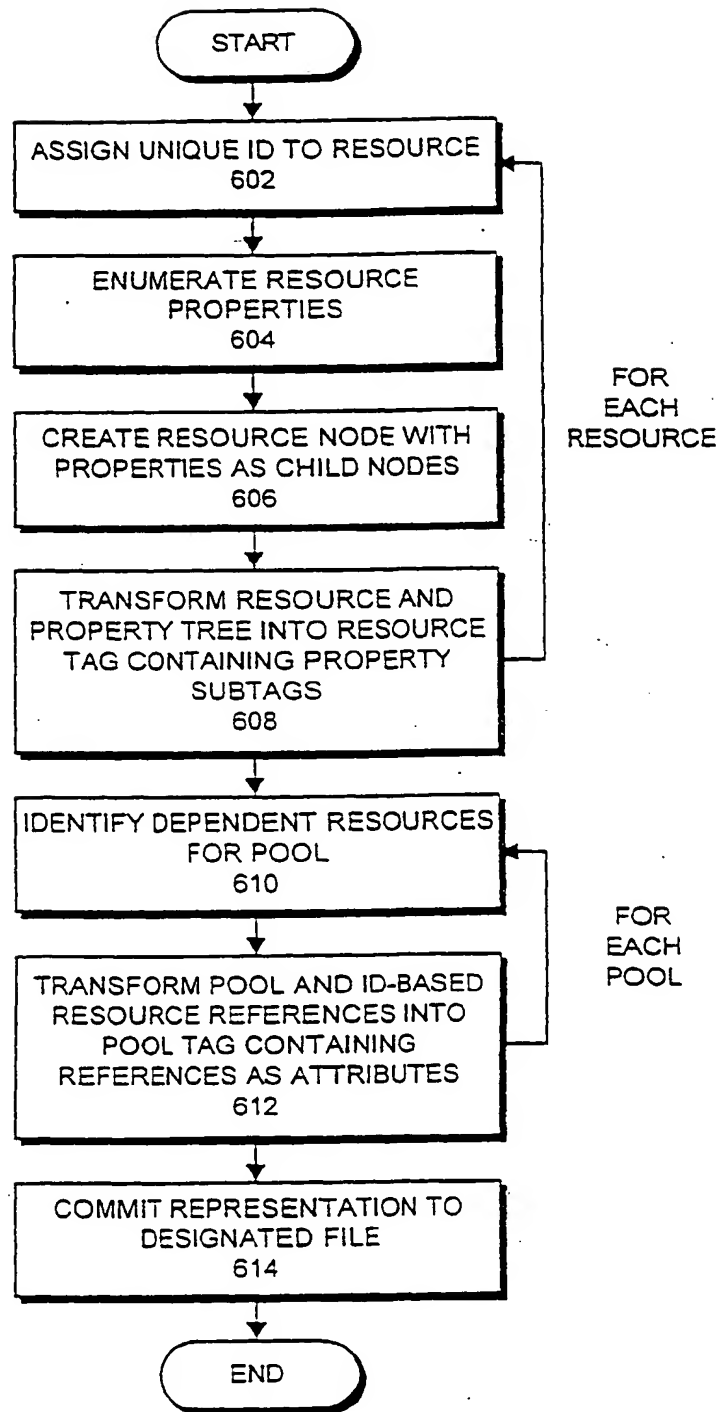 START
ASSIGN UNIQUE ID TO RESOURCE
602
ENUMERATE RESOURCE
PROPERTIES
604
CREATE RESOURCE NODE WITH
PROPERTIES AS CHILD NODES
606
TRANSFORM RESOURCE AND
PROPERTY TREE INTO RESOURCE
TAG CONTAINING PROPERTY
SUBTAGS
608
FOR
EACH
RESOURCE
IDENTIFY DEPENDENT RESOURCES
FOR POOL
610
TRANSFORM POOL AND ID-BASED
RESOURCE REFERENCES INTO
POOL TAG CONTAINING
REFERENCES AS ATTRIBUTES
612
FOR
EACH
POOL
COMMIT REPRESENTATION TO
DESIGNATED FILE
614
END